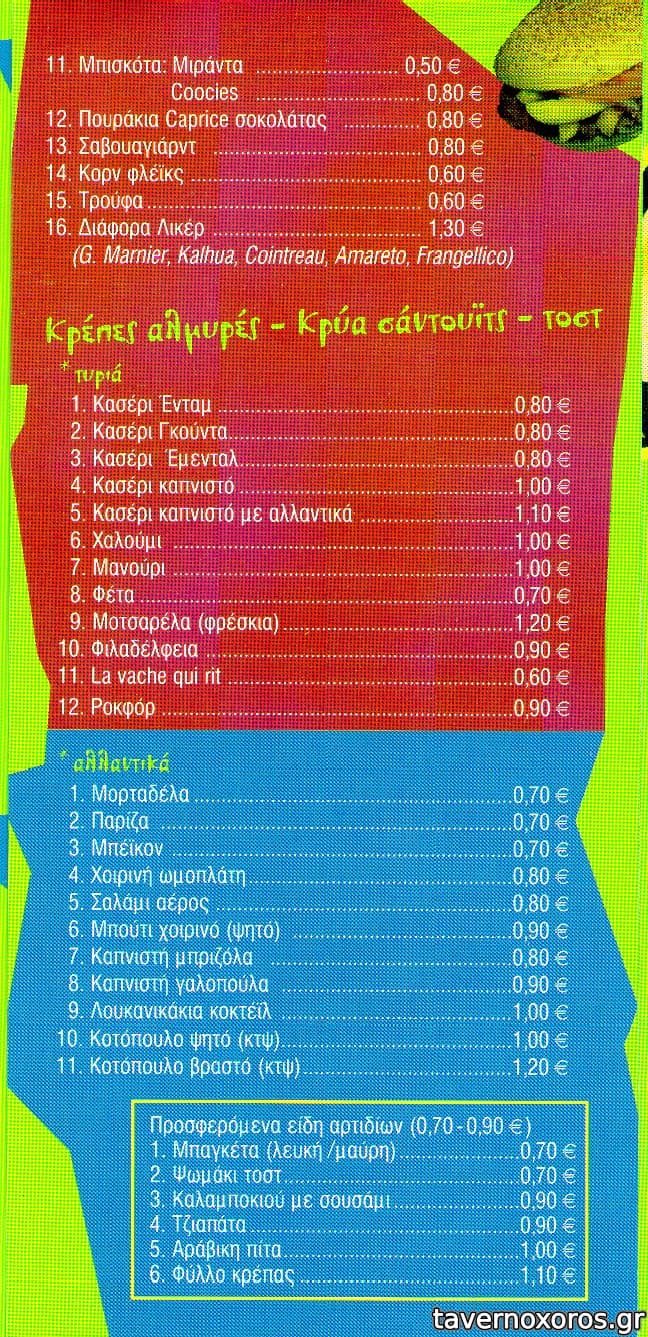 11. Μπισκότα: Μιράντα ........................ 0,50 €
Coocies ........................ 0,80 €
12. Πουράκια Caprice σοκολάτας ............. 0,80 €
13. Σαβουαγιάρντ ........................ 0,80 €
14. Κορν φλέϊκς ........................ 0,60 €
15. Τρούφα ........................ 0,60 €
16. Διάφορα Λικέρ ........................ 1,30 €
(G. Marnier, Kalhua, Cointreau, Amareto, Frangellico)
Κρέπες αλμυρές - Κρύα σάντουϊτς - τοστ
* τυριά
1. Κασέρι Ένταμ ........................ 0,80 €
2. Κασέρι Γκούντα ........................ 0,80 €
3. Κασέρι Έμενταλ ........................ 0,80 €
4. Κασέρι καπνιστό ........................ 1,00 €
5. Κασέρι καπνιστό με αλλαντικά ........................ 1,10 €
6. Χαλούμι ........................ 1,00 €
7. Μανούρι ........................ 1,00 €
8. Φέτα ........................ 0,70 €
9. Μοτσαρέλα (φρέσκια) ........................ 1,20 €
10. Φιλαδέλφεια ........................ 0,90 €
11. La vache qui rit ........................ 0,60 €
12. Ροκφόρ ........................ 0,90 €
* αλλαντικά
1. Μορταδέλα ........................ 0,70 €
2. Παρίζα ........................ 0,70 €
3. Μπέικον ........................ 0,70 €
4. Χοιρινή ωμοπλάτη ........................ 0,80 €
5. Σαλάμι αέρος ........................ 0,80 €
6. Μπούτι χοιρινό (ψητό) ........................ 0,90 €
7. Καπνιστή μπριζόλα ........................ 0,80 €
8. Καπνιστή γαλοπούλα ........................ 0,90 €
9. Λουκανικάκια κοκτέϊλ ........................ 1,00 €
10. Κοτόπουλο ψητό (κτψ) ........................ 1,00 €
11. Κοτόπουλο βραστό (κτψ) ........................ 1,20 €
Προσφερόμενα είδη αρτιδίων (0,70 - 0,90 €)
1. Μπαγκέτα (λευκή /μαύρη) ........................ 0,70 €
2. Ψωμάκι τοστ ........................ 0,70 €
3. Καλαμποκιού με σουσάμι ........................ 0,90 €
4. Τζιαπάτα ........................ 0,90 €
5. Αράβικη πίτα ........................ 1,00 €
6. Φύλλο κρέπας ........................ 1,10 €
tavernoxoros.gr